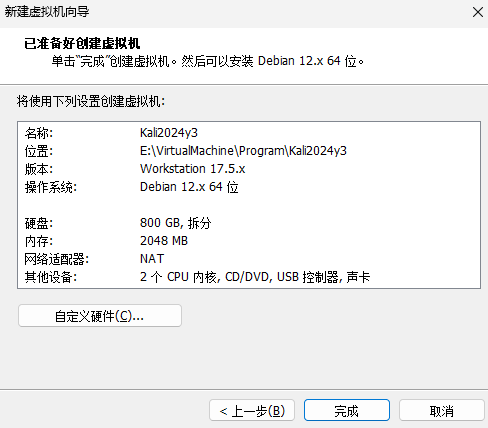 新建虚拟机向导
已准备好创建虚拟机
单击“完成”创建虚拟机。然后可以安装 Debian 12.x 64 位。
将使用下列设置创建虚拟机:
名称: Kali2024y3
位置: E:\VirtualMachine\Program\Kali2024y3
版本: Workstation 17.5.x
操作系统: Debian 12.x 64 位
硬盘: 800 GB, 拆分
内存: 2048 MB
网络适配器: NAT
其他设备: 2 个 CPU 内核, CD/DVD, USB 控制器, 声卡
自定义硬件(C)...
< 上一步(B) 完成 取消